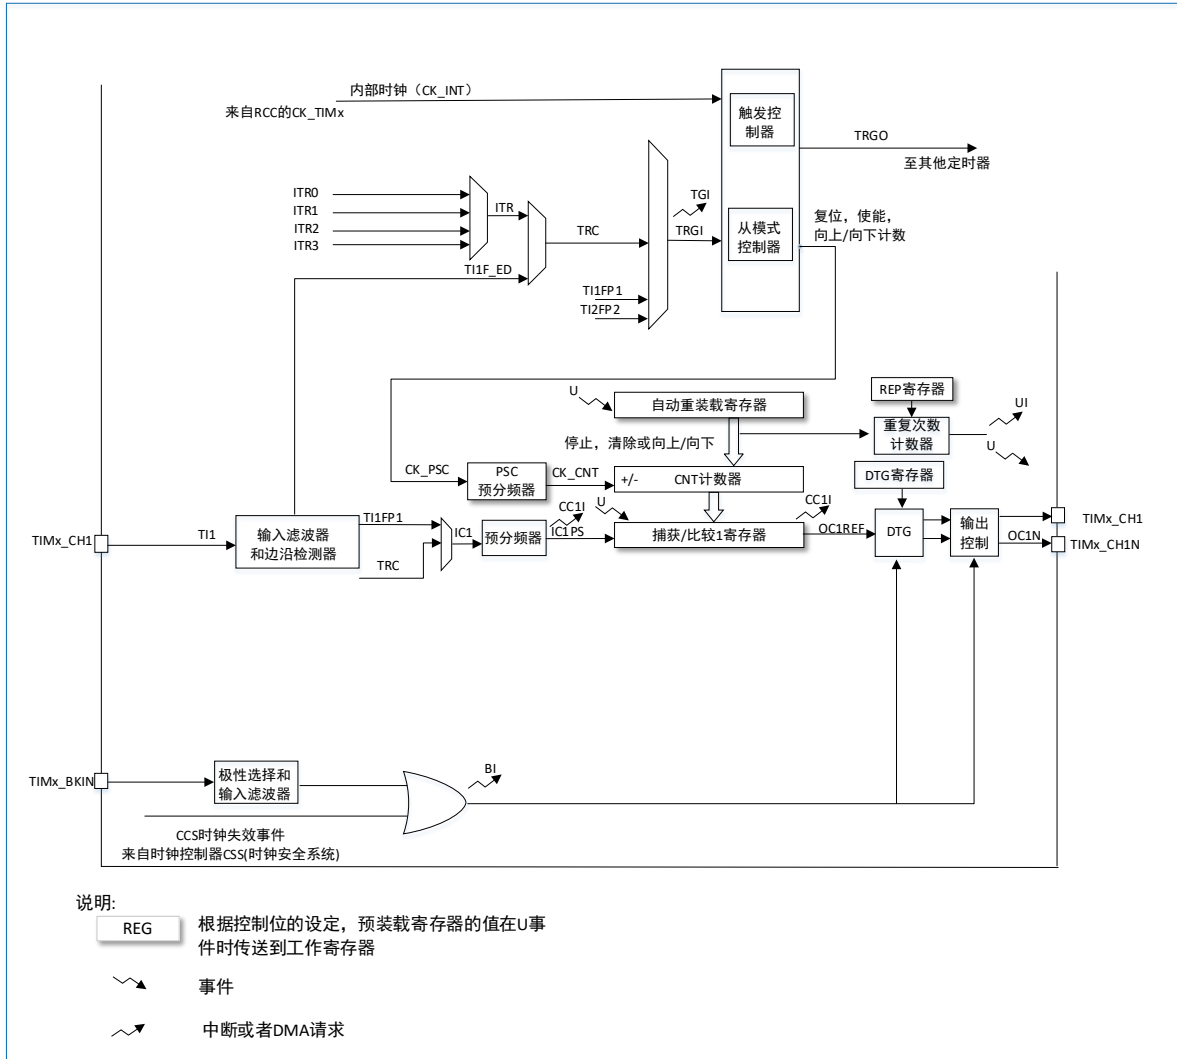 内部时钟（CK_INT）
来自RCC的CK_TIMx
触发控
制器
TRGO
至其他定时器
ITR0
ITR1
ITR2
ITR3
ITR
TRC
TGI
TRGI
从模式
控制器
复位，使能，
向上/向下计数
TI1F_ED
TI1FP1
TI2FP2
REP寄存器
U
自动重装载寄存器
UI
重复次数
计数器
U
停止，清除或向上/向下
CK_PSC
PSC
预分频器
CK_CNT
+/-
CNT计数器
DTG寄存器
TIMx_CH1
TI1
输入滤波器
和边沿检测器
TI1FP1
TRC
IC1
预分频器
CC1I
IC1PS
U
捕获/比较1寄存器
CC1I
OC1REF
DTG
输出
控制
OC1N
TIMx_CH1
TIMx_CH1N
TIMx_BKIN
极性选择和
输入滤波器
BI
CCS时钟失效事件
来自时钟控制器CSS(时钟安全系统)
说明:
REG
根据控制位的设定，预装载寄存器的值在U事
件时传送到工作寄存器
事件
中断或者DMA请求